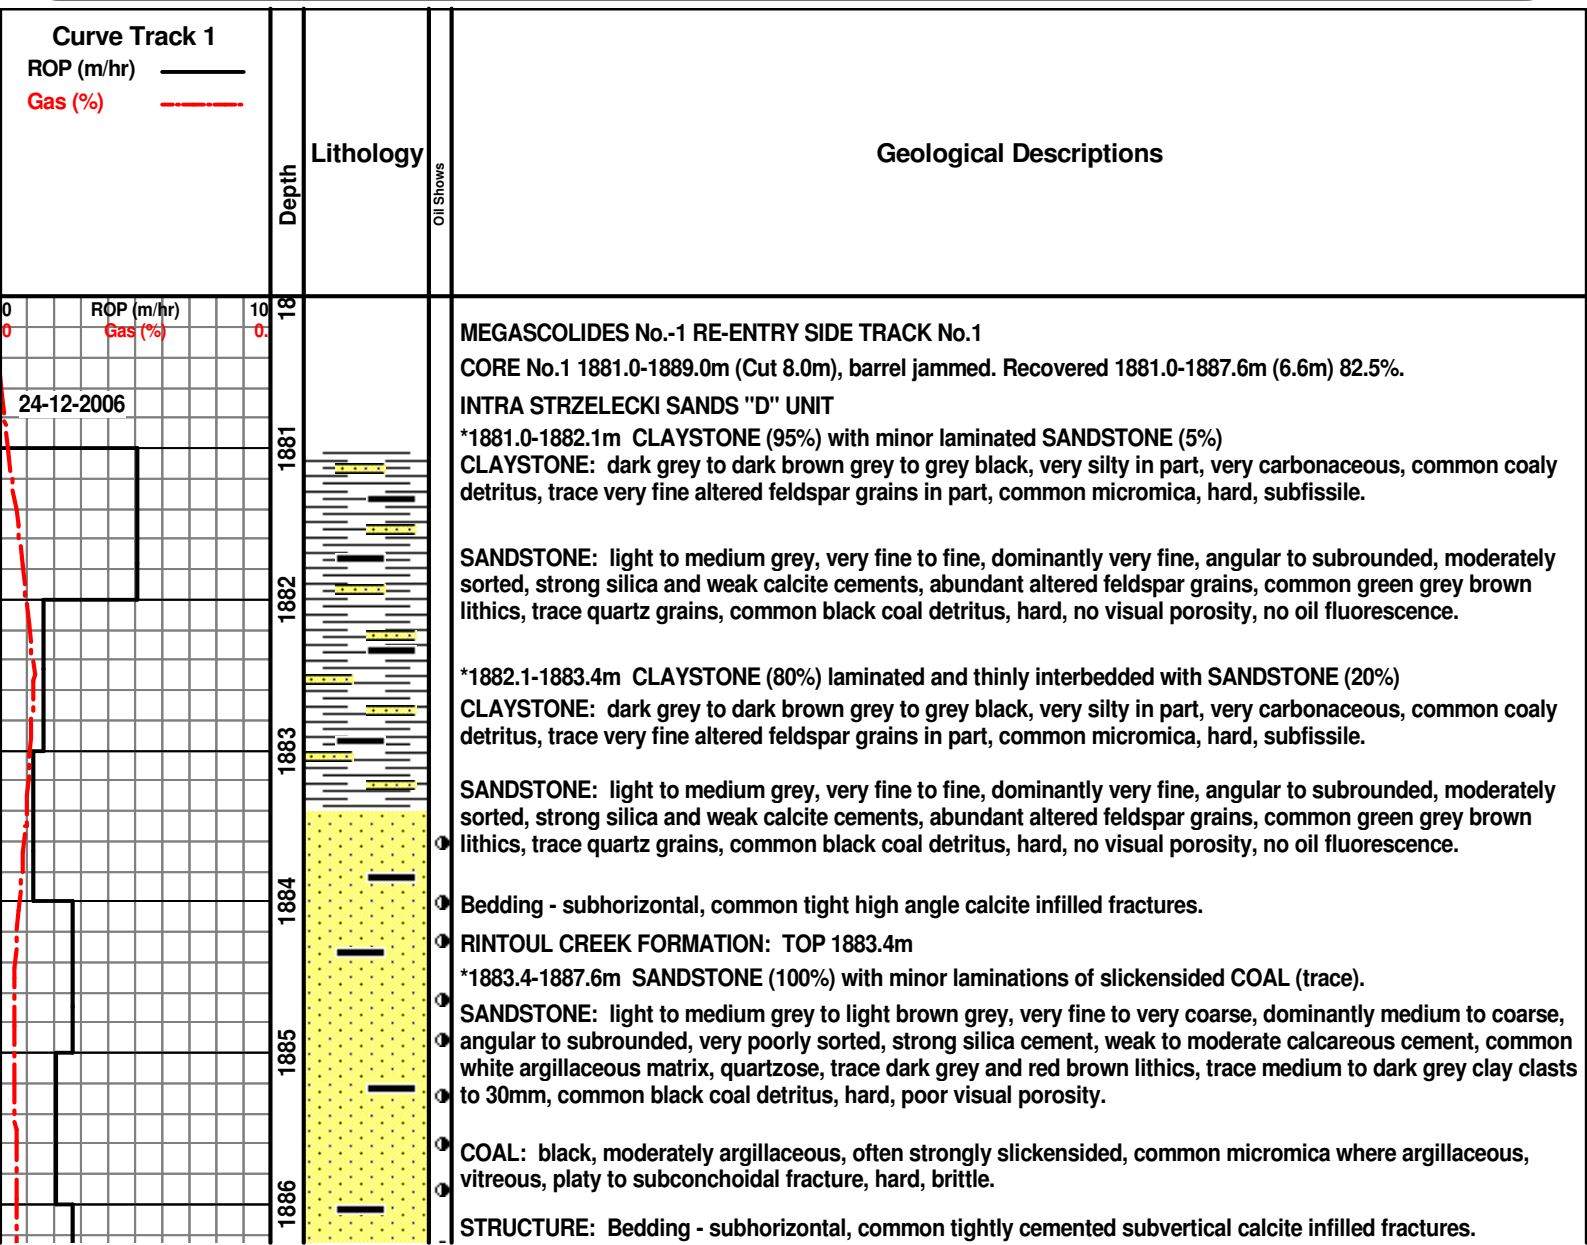 Curve Track 1
ROP (m/hr)
Gas (%)
Depth
Lithology
Oil Shows
Geological Descriptions
0 ROP (m/hr) 10
0 Gas (%) 0.
18
24-12-2006
1881
1882
1883
1884
1885
1886
MEGASCOLIDES No.-1 RE-ENTRY SIDE TRACK No.1
CORE No.1 1881.0-1889.0m (Cut 8.0m), barrel jammed. Recovered 1881.0-1887.6m (6.6m) 82.5%.
INTRA STRZELECKI SANDS "D" UNIT
*1881.0-1882.1m CLAYSTONE (95%) with minor laminated SANDSTONE (5%)
CLAYSTONE: dark grey to dark brown grey to grey black, very silty in part, very carbonaceous, common coaly
detritus, trace very fine altered feldspar grains in part, common micromica, hard, subfissile.
SANDSTONE: light to medium grey, very fine to fine, dominantly very fine, angular to subrounded, moderately
sorted, strong silica and weak calcite cements, abundant altered feldspar grains, common green grey brown
lithics, trace quartz grains, common black coal detritus, hard, no visual porosity, no oil fluorescence.
*1882.1-1883.4m CLAYSTONE (80%) laminated and thinly interbedded with SANDSTONE (20%)
CLAYSTONE: dark grey to dark brown grey to grey black, very silty in part, very carbonaceous, common coaly
detritus, trace very fine altered feldspar grains in part, common micromica, hard, subfissile.
SANDSTONE: light to medium grey, very fine to fine, dominantly very fine, angular to subrounded, moderately
sorted, strong silica and weak calcite cements, abundant altered feldspar grains, common green grey brown
lithics, trace quartz grains, common black coal detritus, hard, no visual porosity, no oil fluorescence.
Bedding - subhorizontal, common tight high angle calcite infilled fractures.
RINTOUL CREEK FORMATION: TOP 1883.4m
*1883.4-1887.6m SANDSTONE (100%) with minor laminations of slickensided COAL (trace).
SANDSTONE: light to medium grey to light brown grey, very fine to very coarse, dominantly medium to coarse,
angular to subrounded, very poorly sorted, strong silica cement, weak to moderate calcareous cement, common
white argillaceous matrix, quartzose, trace dark grey and red brown lithics, trace medium to dark grey clay clasts
to 30mm, common black coal detritus, hard, poor visual porosity.
COAL: black, moderately argillaceous, often strongly slickensided, common micromica where argillaceous,
vitreous, platy to subconchoidal fracture, hard, brittle.
STRUCTURE: Bedding - subhorizontal, common tightly cemented subvertical calcite infilled fractures.